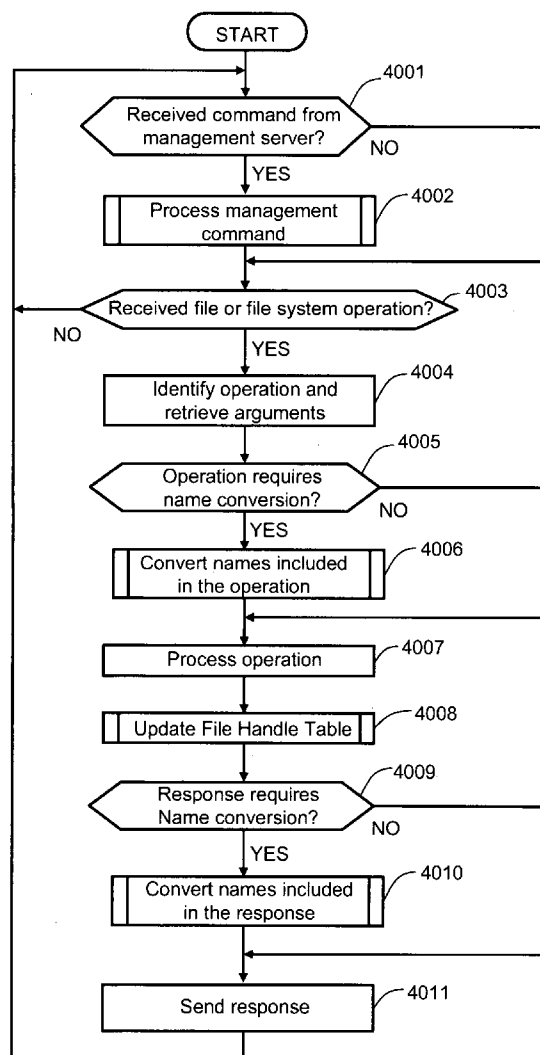 START
4001
Received command from
management server?
NO
YES
4002
Process management
command
4003
Received file or file system operation?
NO
YES
4004
Identify operation and
retrieve arguments
4005
Operation requires
name conversion?
NO
YES
4006
Convert names included
in the operation
4007
Process operation
4008
Update File Handle Table
4009
Response requires
Name conversion?
NO
YES
4010
Convert names included
in the response
4011
Send response